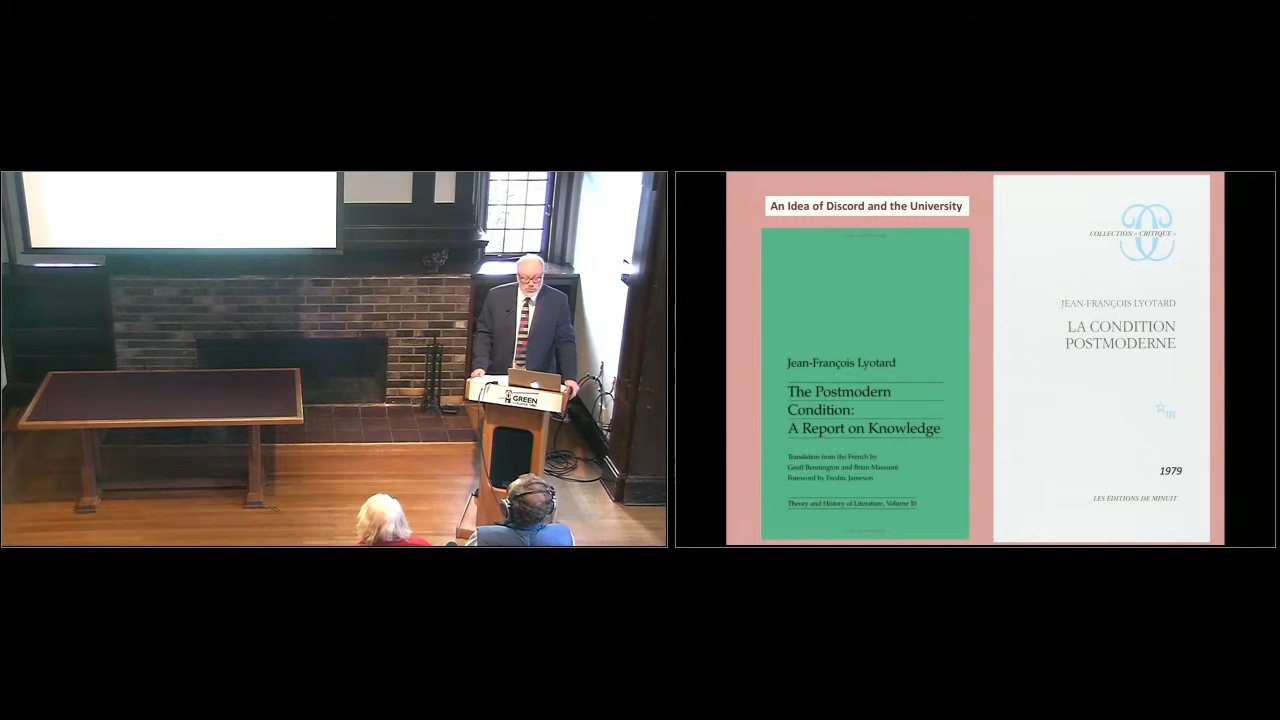 GREEN
An Idea of Discord and the University
Jean-François Lyotard
The Postmodern
Condition:
A Report on Knowledge
Translation from the French by
Geoff Bennington and Brian Massumi
Foreword by Fredric Jameson
Theory and History of Literature, Volume 10
COLLECTION « CRITIQUE »
JEAN-FRANÇOIS LYOTARD
LA CONDITION
POSTMODERNE
1979
LES ÉDITIONS DE MINUIT